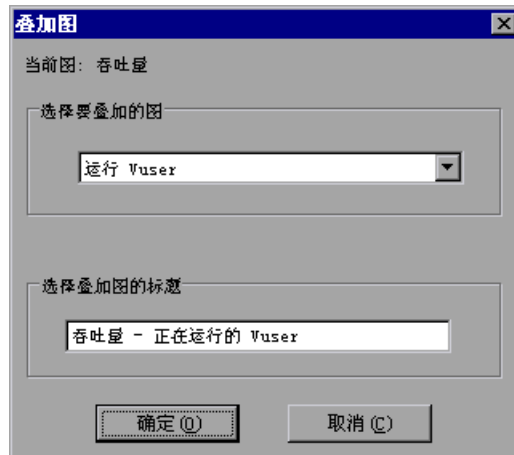 叠加图
当前图: 吞吐量
选择要叠加的图
运行 Vuser
选择叠加图的标题
吞吐量 - 正在运行的 Vuser
确定(O)
取消(C)